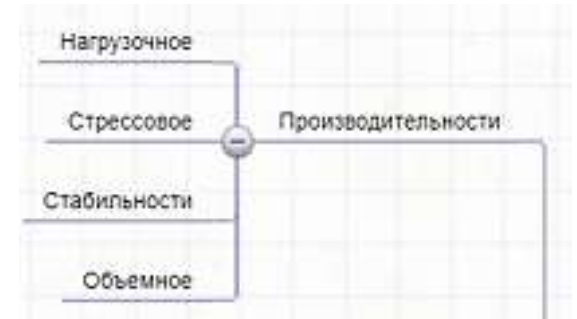 Нагрузочное
Стрессовое
Производительности
Стабильности
Объемное